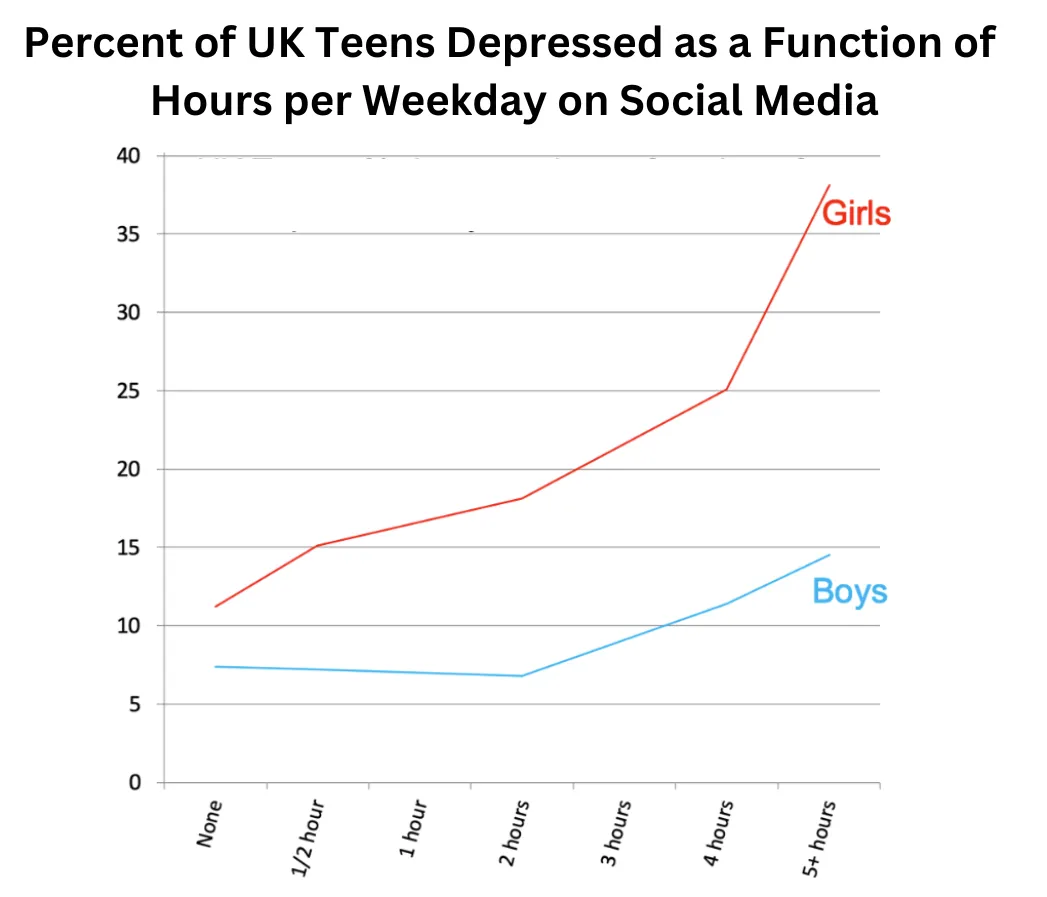 Percent of UK Teens Depressed as a Function of
Hours per Weekday on Social Media
40
35
30
25
20
15
10
5
0
Girls
Boys
None
1/2 hour
1 hour
2 hours
3 hours
4 hours
5+ hours